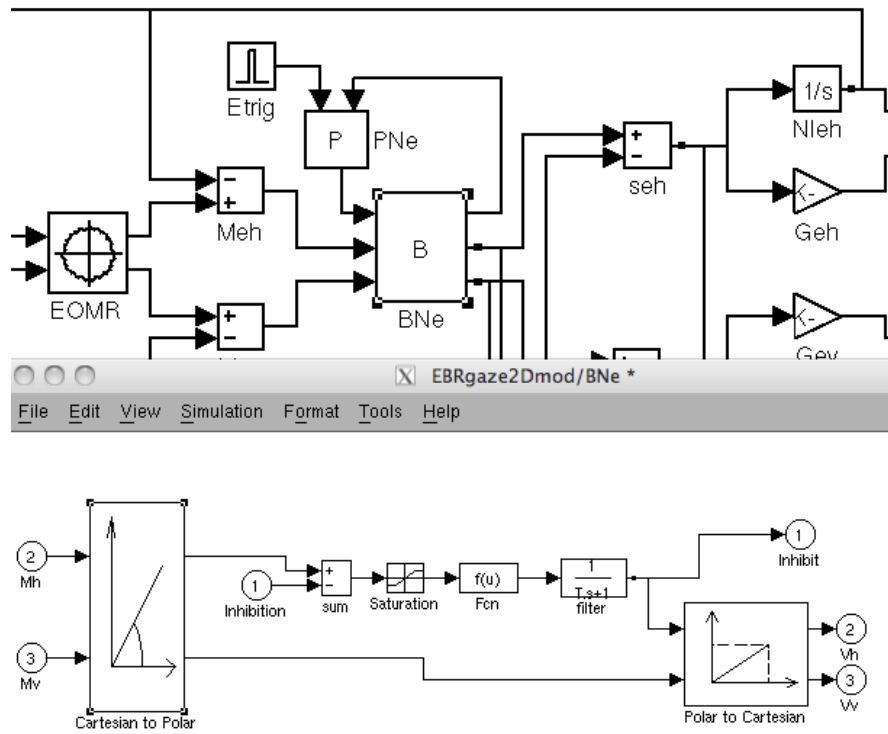 Etrig
P
PNe
1/s
NIeh
+
−
seh
−
+
Meh
K-
Geh
B
BNe
EOMR
+
−
K-
Gev
X EBRgaze2Dmod/BNe *
File Edit View Simulation Format Tools Help
2
Mh
1
Inhibition
+
−
sum
Saturation
f(u)
Fcn
1
T.s+1
filter
1
Inhibit
3
Mv
Cartesian to Polar
2
Vh
3
Vv
Polar to Cartesian